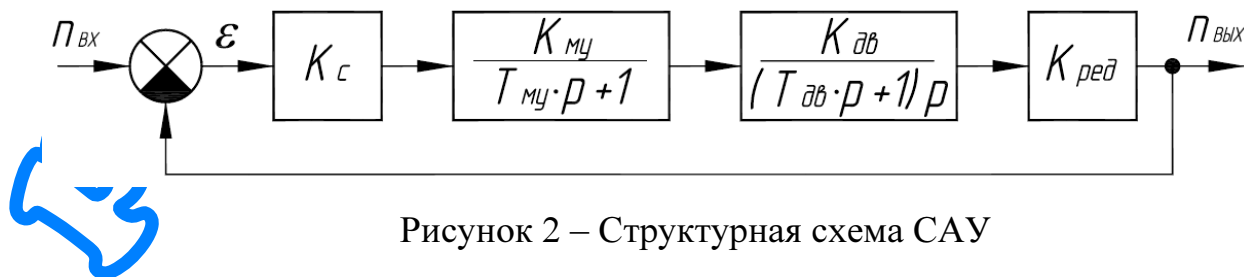 n вх ε K с K му / T му · p + 1 K дв / ( T дв · p + 1 ) p K ред n вых
Рисунок 2 – Структурная схема САУ